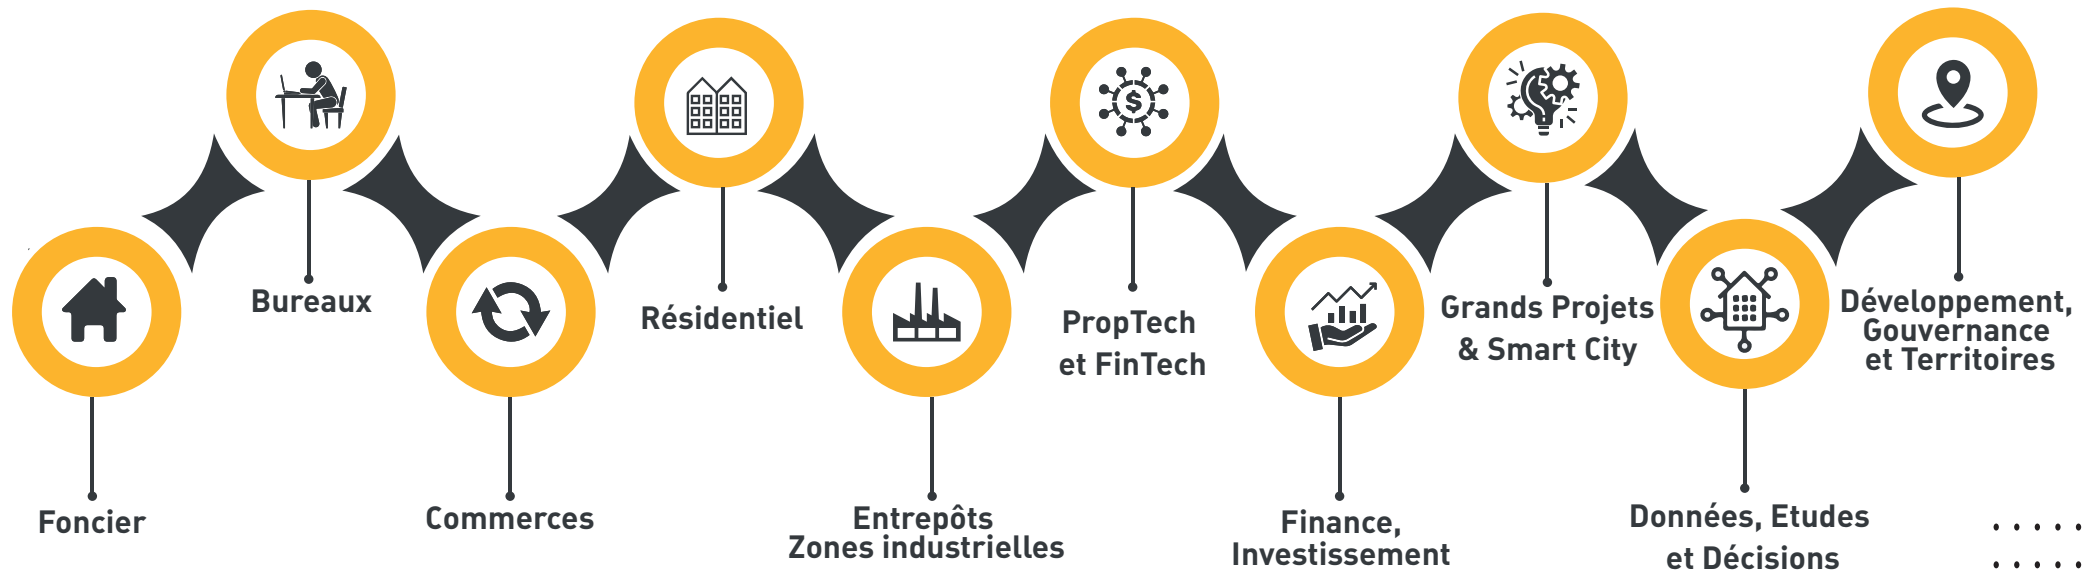 Foncier
Bureaux
Commerces
Résidentiel
Entrepôts
Zones industrielles
PropTech
et FinTech
Finance,
Investissement
Grands Projets
& Smart City
Données, Etudes
et Décisions
Développement,
Gouvernance
et Territoires